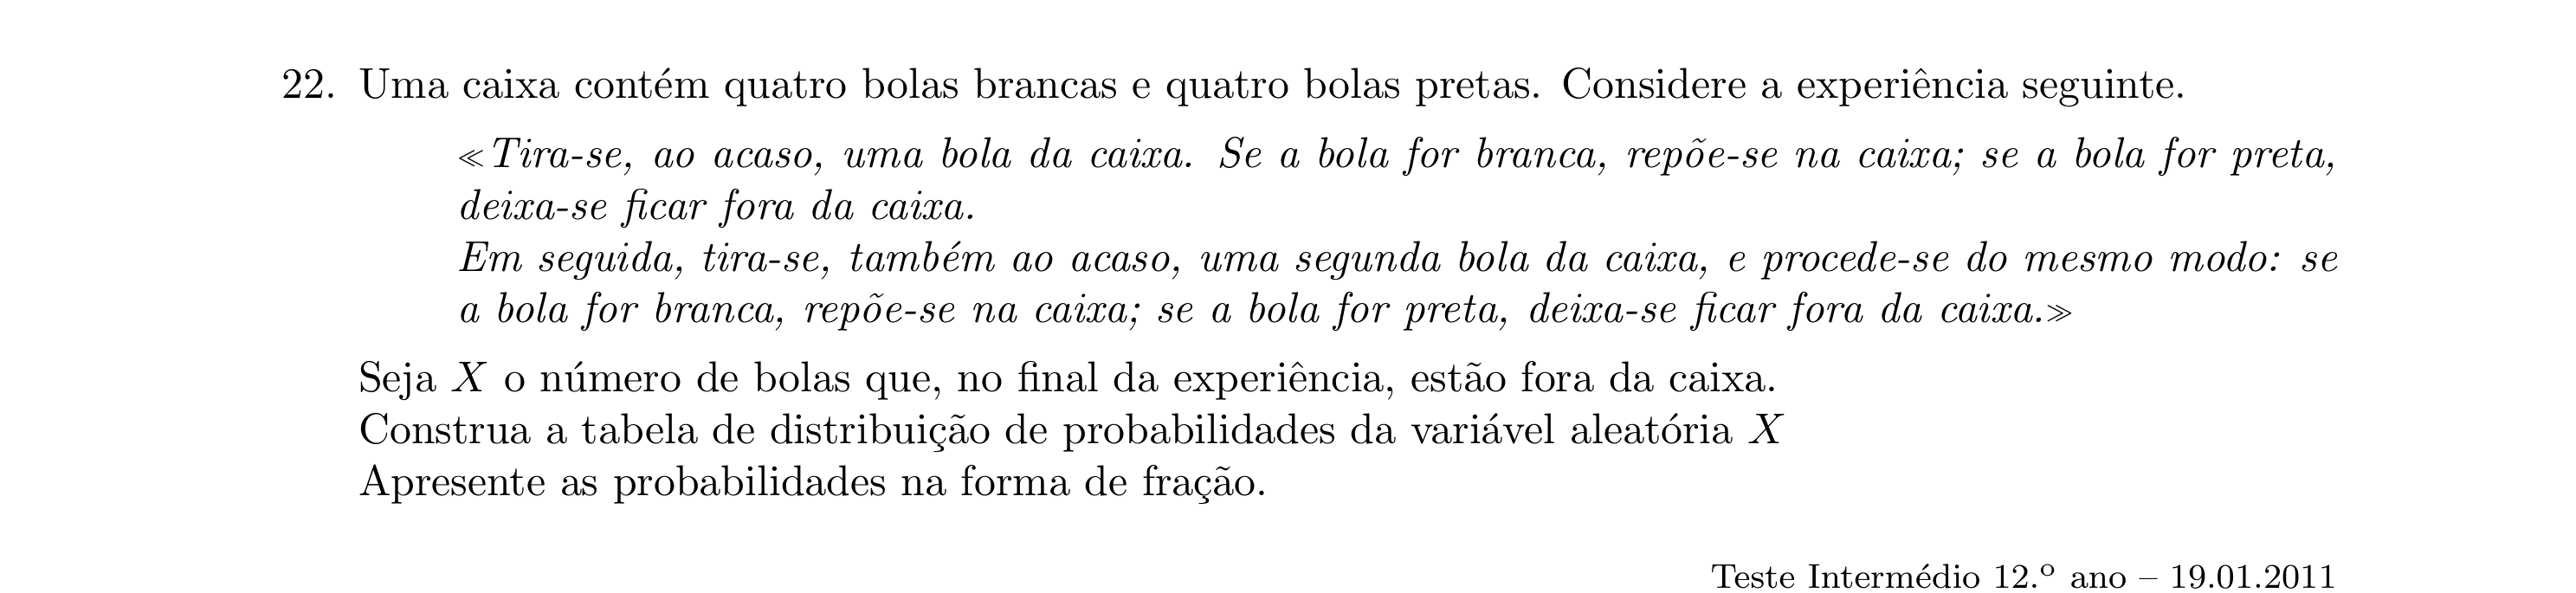 22. Uma caixa contém quatro bolas brancas e quatro bolas pretas. Considere a experiência seguinte.
≪Tira-se, ao acaso, uma bola da caixa. Se a bola for branca, repõe-se na caixa; se a bola for preta,
deixa-se ficar fora da caixa.
Em seguida, tira-se, também ao acaso, uma segunda bola da caixa, e procede-se do mesmo modo: se
a bola for branca, repõe-se na caixa; se a bola for preta, deixa-se ficar fora da caixa.≫
Seja X o número de bolas que, no final da experiência, estão fora da caixa.
Construa a tabela de distribuição de probabilidades da variável aleatória X
Apresente as probabilidades na forma de fração.
Teste Intermédio 12.º ano – 19.01.2011